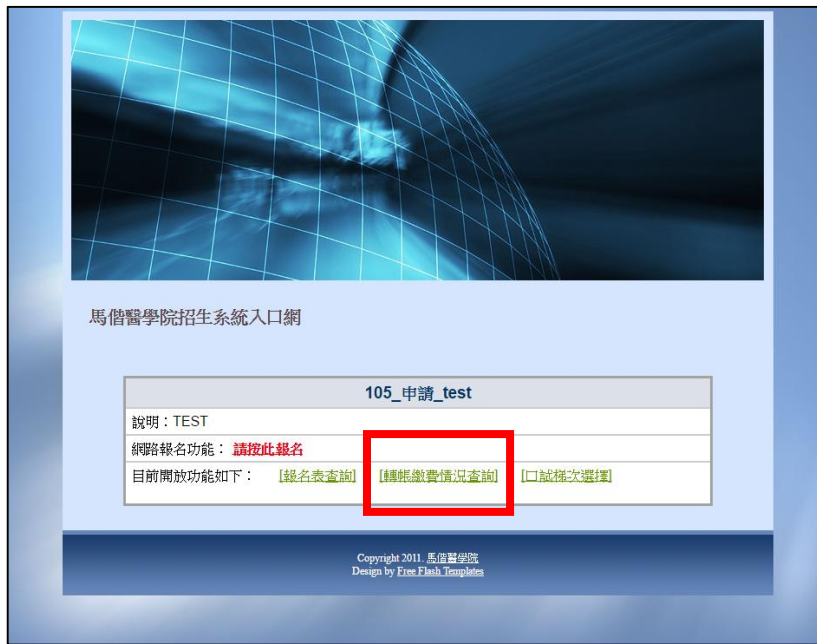 馬偕醫學院招生系統入口網
105_申請_test
說明：TEST
網路報名功能： 請按此報名
目前開放功能如下： [報名表查詢] [轉帳繳費情況查詢] [口試梯次選擇]
Copyright 2011. 馬偕醫學院
Design by Free Flash Templates